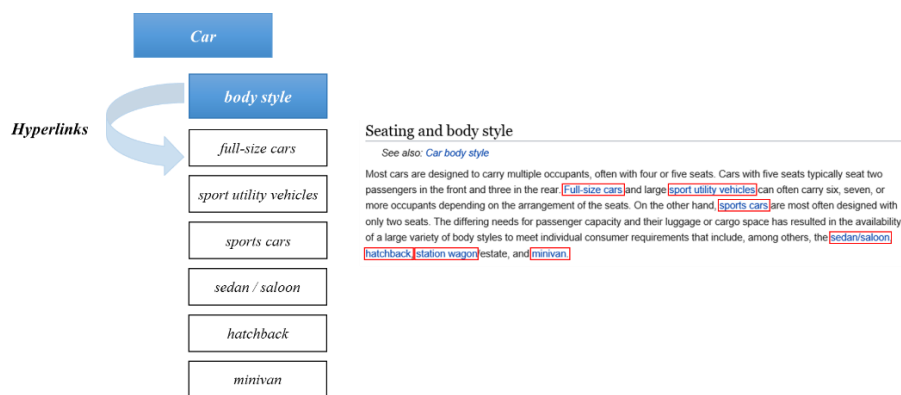 Car
body style
Hyperlinks
full-size cars
sport utility vehicles
sports cars
sedan / saloon
hatchback
minivan
Seating and body style
See also: Car body style
Most cars are designed to carry multiple occupants, often with four or five seats. Cars with five seats typically seat two
passengers in the front and three in the rear. Full-size cars and large sport utility vehicles can often carry six, seven, or
more occupants depending on the arrangement of the seats. On the other hand, sports cars are most often designed with
only two seats. The differing needs for passenger capacity and their luggage or cargo space has resulted in the availability
of a large variety of body styles to meet individual consumer requirements that include, among others, the sedan/saloon,
hatchback, station wagon/estate, and minivan.